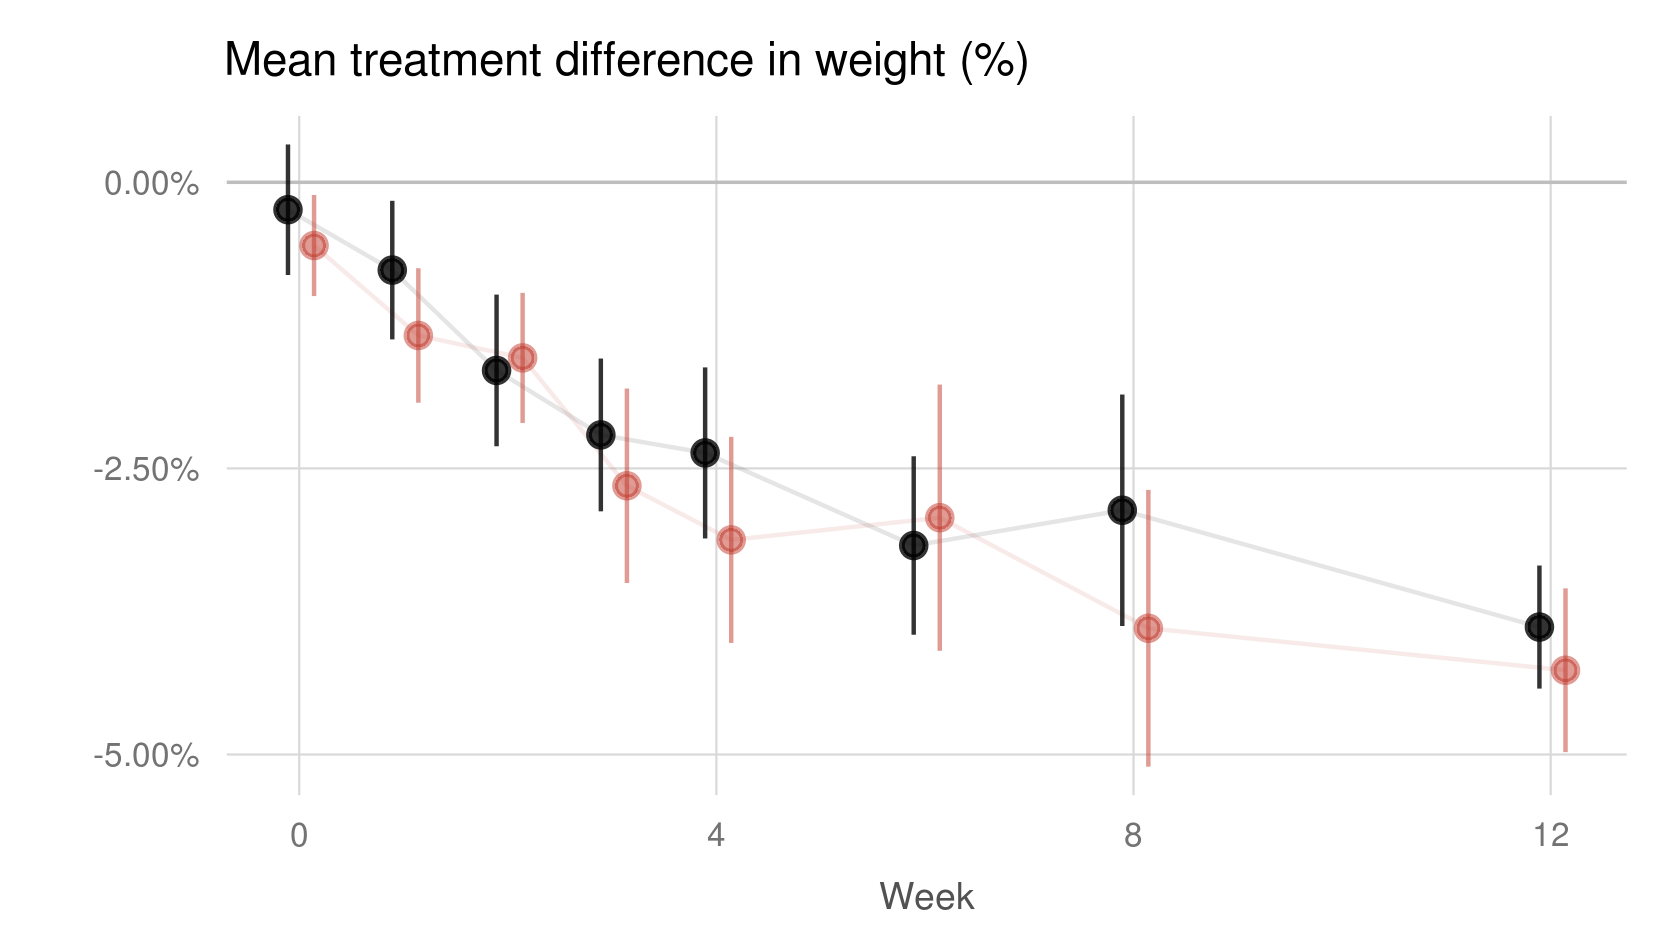 Mean treatment difference in weight (%)
0.00%
-2.50%
-5.00%
0 4 8 12
Week